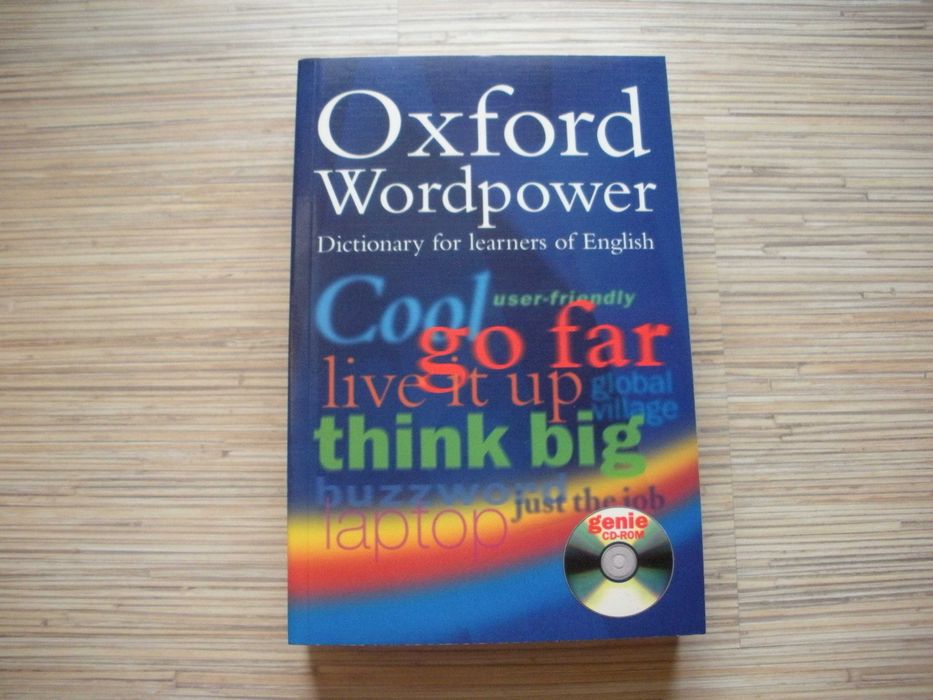 Oxford
Wordpower
Dictionary for learners of English
Cool
user-friendly
go far
live it up
global
village
think big
buzzword
just the job
laptop
genie
CD-ROM